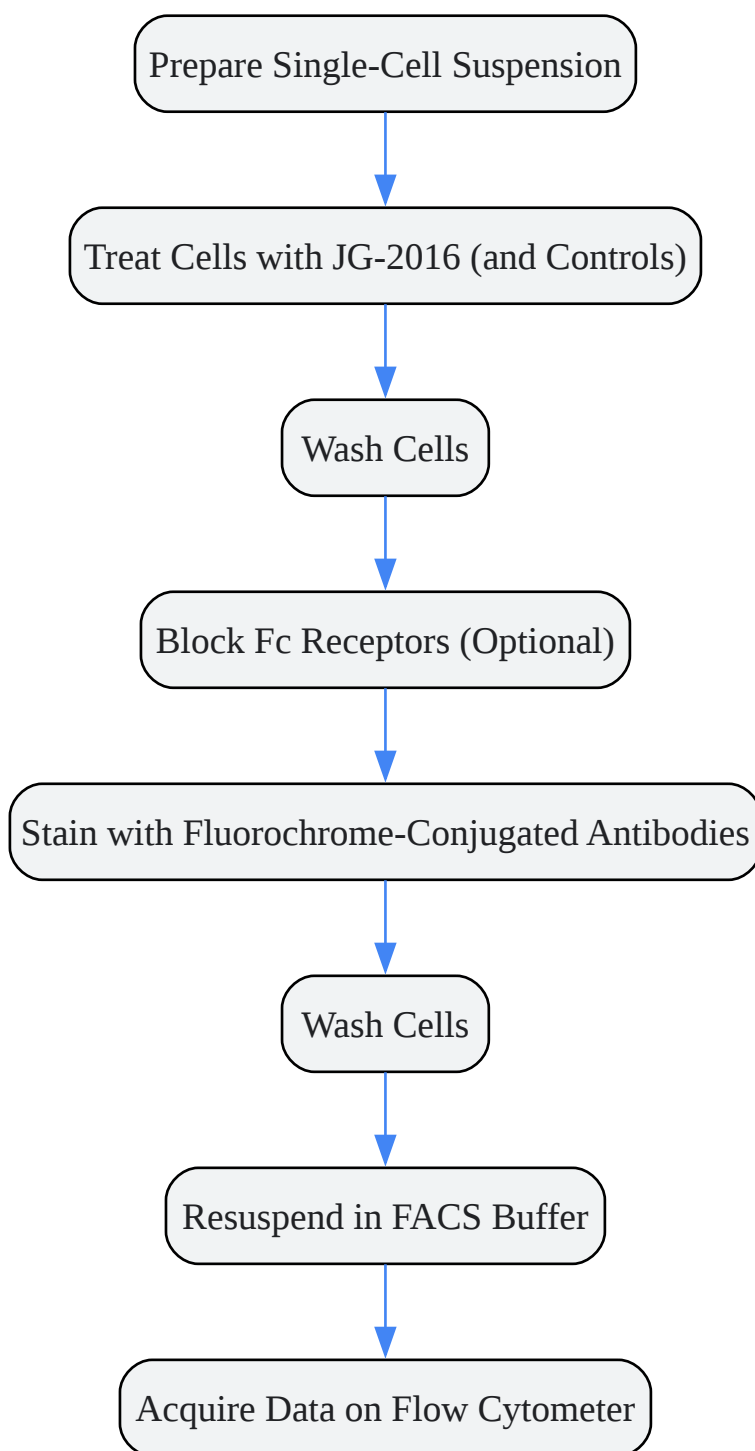 Prepare Single-Cell Suspension
Treat Cells with JG-2016 (and Controls)
Wash Cells
Block Fc Receptors (Optional)
Stain with Fluorochrome-Conjugated Antibodies
Wash Cells
Resuspend in FACS Buffer
Acquire Data on Flow Cytometer